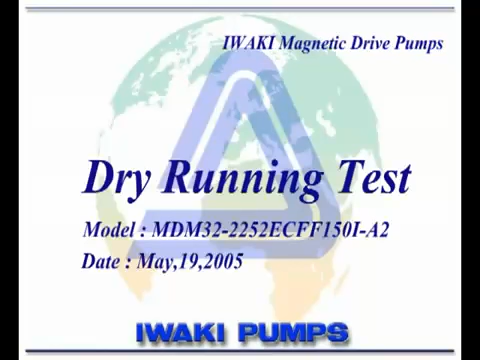 IWAKI Magnetic Drive Pumps
Dry Running Test
Model : MDM32-2252ECFF150I-A2
Date : May,19,2005
IWAKI PUMPS